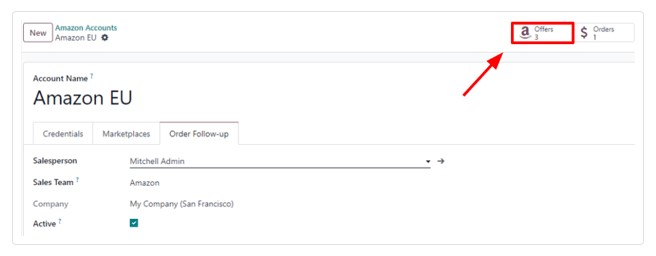 New
Amazon Accounts
Amazon EU
Offers
3
Orders
1
Account Name ?
Amazon EU
Credentials Marketplaces Order Follow-up
Salesperson Mitchell Admin
Sales Team ? Amazon
Company My Company (San Francisco)
Active ?